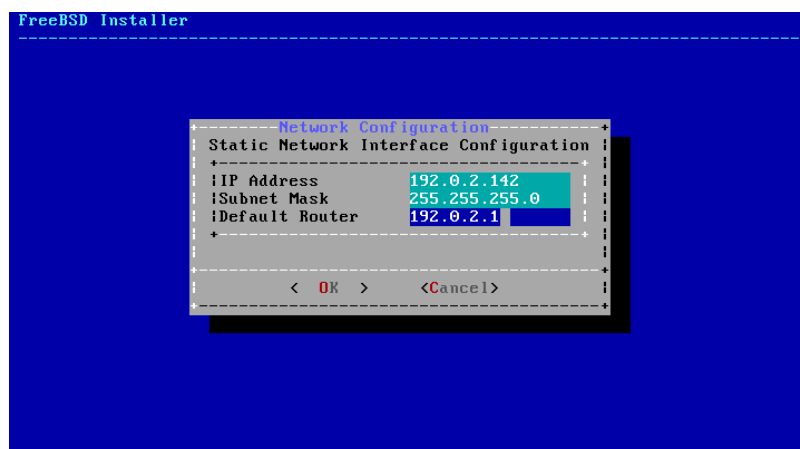 FreeBSD Installer
Network Configuration
Static Network Interface Configuration
IP Address 192.0.2.142
Subnet Mask 255.255.255.0
Default Router 192.0.2.1
< OK > <Cancel>